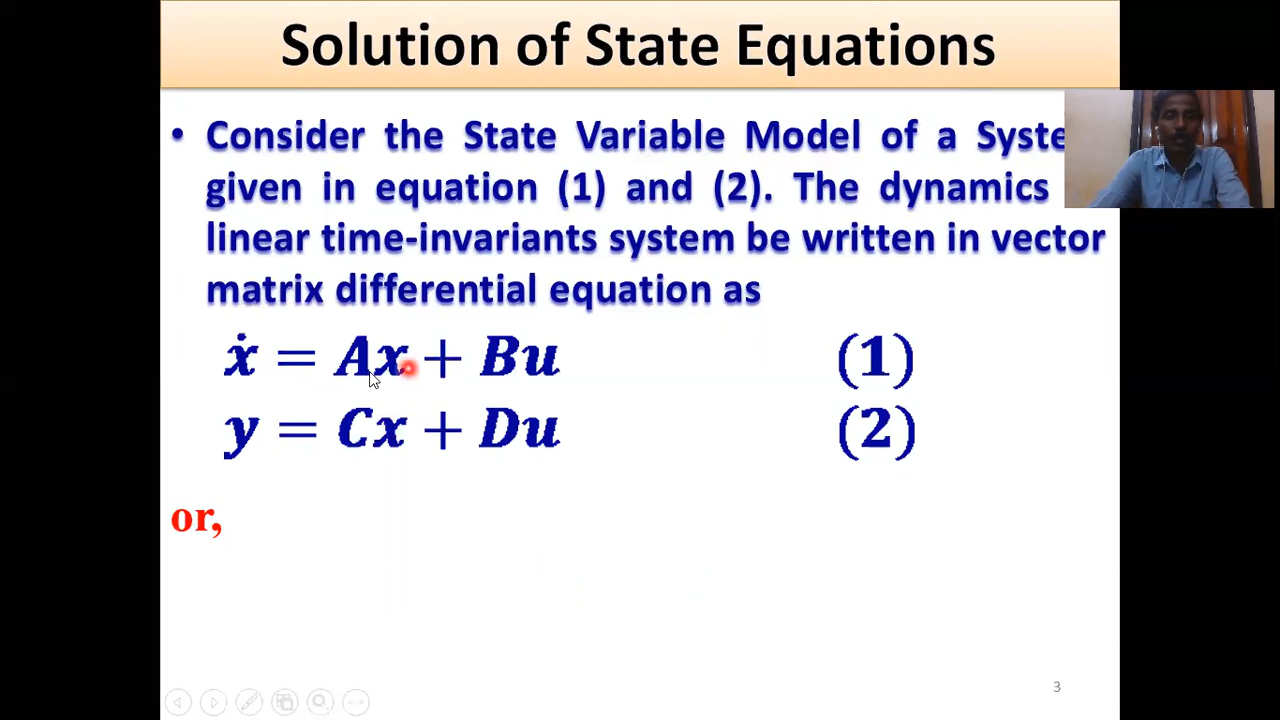 Solution of State Equations
• Consider the State Variable Model of a Syste
given in equation (1) and (2). The dynamics
linear time-invariants system be written in vector
matrix differential equation as
ẋ = Ax + Bu (1)
y = Cx + Du (2)
or,
3